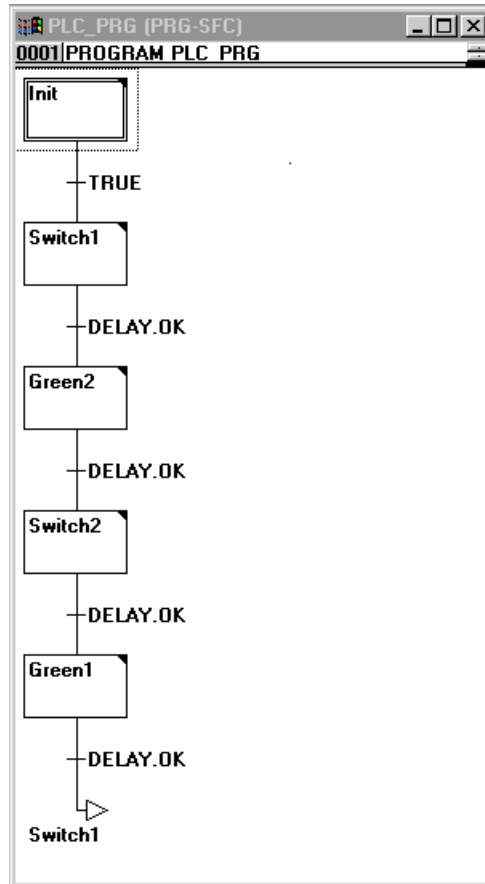 PLC_PRG (PRG-SFC)
0001 PROGRAM PLC_PRG
Init
TRUE
Switch1
DELAY.OK
Green2
DELAY.OK
Switch2
DELAY.OK
Green1
DELAY.OK
Switch1